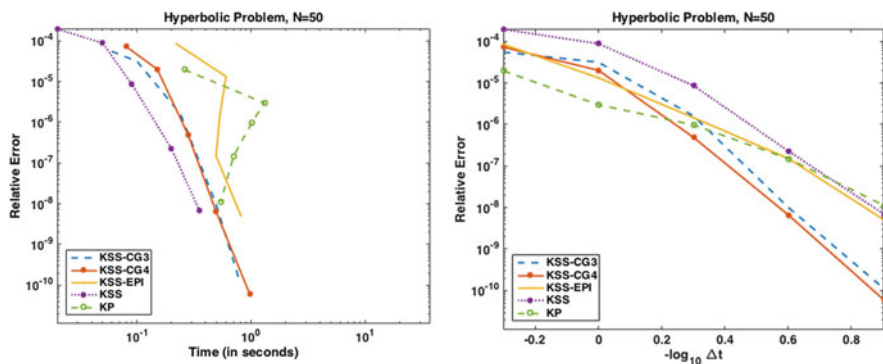 Hyperbolic Problem, N=50
10⁻⁴
10⁻⁵
10⁻⁶
10⁻⁷
10⁻⁸
10⁻⁹
10⁻¹⁰
Relative Error
KSS-CG3
KSS-CG4
KSS-EPI
KSS
KP
10⁻¹
10⁰
10¹
Time (in seconds)
Hyperbolic Problem, N=50
10⁻⁴
10⁻⁵
10⁻⁶
10⁻⁷
10⁻⁸
10⁻⁹
10⁻¹⁰
Relative Error
KSS-CG3
KSS-CG4
KSS-EPI
KSS
KP
-0.2
0
0.2
0.4
0.6
0.8
-log₁₀ Δt